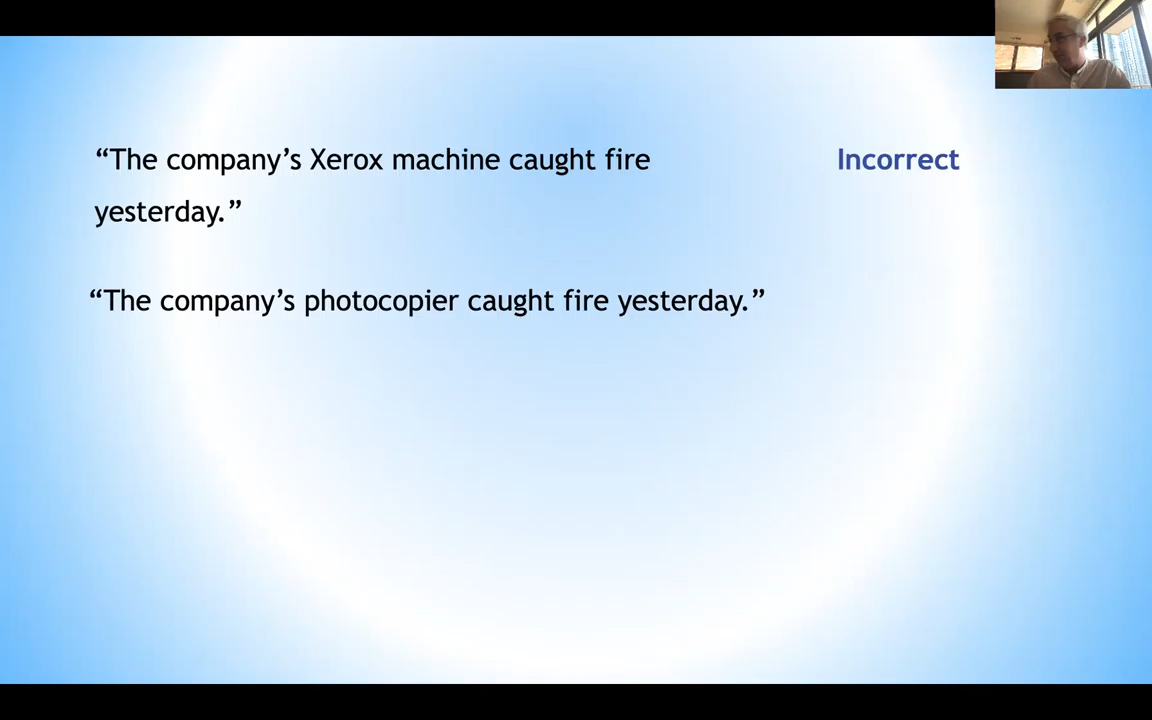 “The company’s Xerox machine caught fire
Incorrect
yesterday.”
“The company’s photocopier caught fire yesterday.”